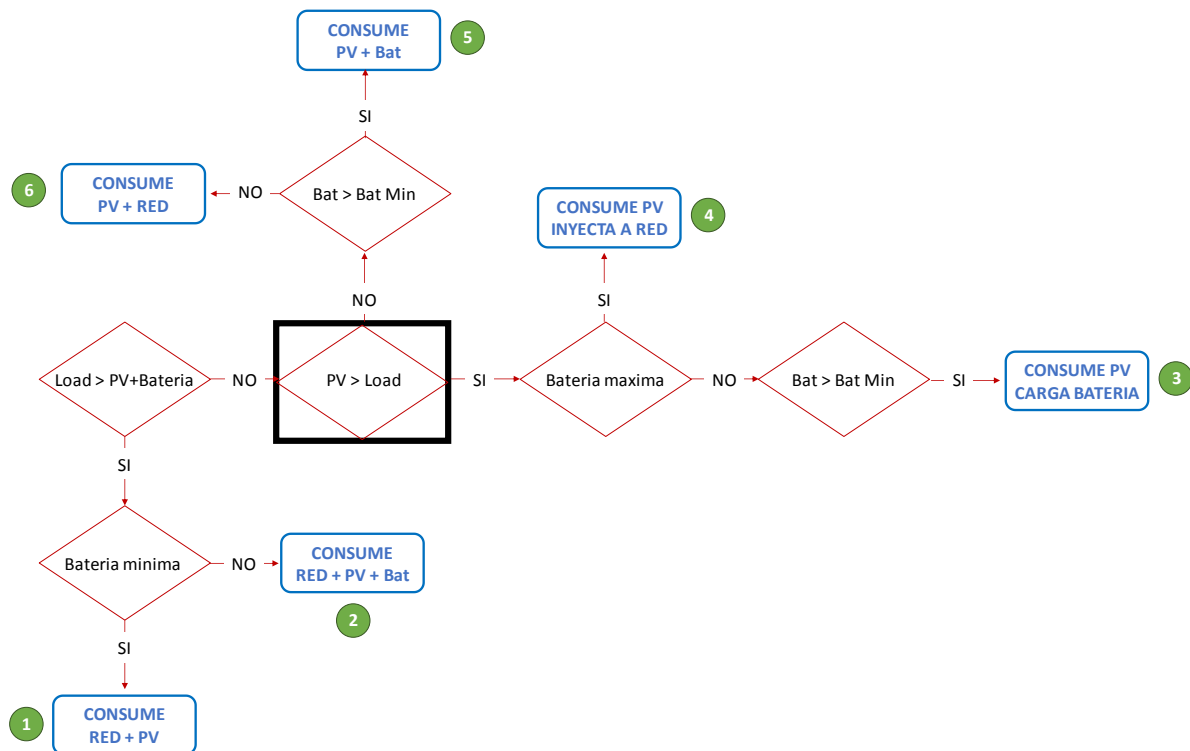 CONSUME
PV + Bat
5
SI
6
CONSUME
PV + RED
NO
Bat > Bat Min
CONSUME PV
INYECTA A RED
4
NO
SI
Load > PV+Bateria
NO
PV > Load
SI
Bateria maxima
NO
Bat > Bat Min
SI
CONSUME PV
CARGA BATERIA
3
SI
Bateria minima
NO
CONSUME
RED + PV + Bat
2
SI
1
CONSUME
RED + PV